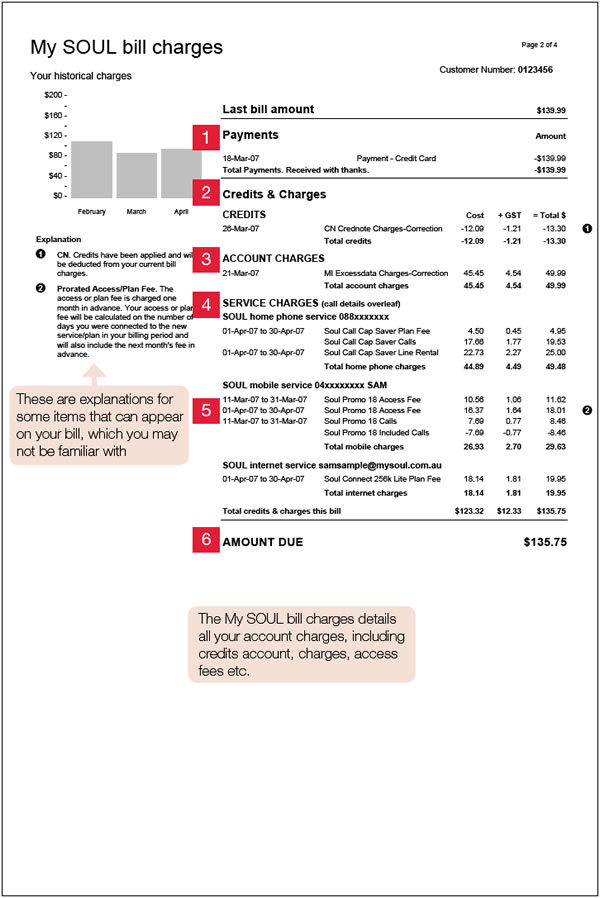 My SOUL bill charges
Page 2 of 4
Customer Number: 0123456
Your historical charges
$200 -
-
$160 -
-
$120 -
-
$80 -
-
$40 -
-
$0 -
February March April
Explanation
1 CN. Credits have been applied and will
be deducted from your current bill
charges.
2 Prorated Access/Plan Fee. The
access or plan fee is charged one
month in advance. Your access or plan
fee will be calculated on the number of
days you were connected to the new
service/plan in your billing period and
will also include the next month's fee in
advance.
These are explanations for
some items that can appear
on your bill, which you may
not be familiar with
Last bill amount $139.99
1 Payments Amount
18-Mar-07 Payment - Credit Card -$139.99
Total Payments. Received with thanks. -$139.99
2 Credits & Charges
CREDITS Cost + GST = Total $
26-Mar-07 CN Crednote Charges-Correction -12.09 -1.21 -13.30 1
Total credits -12.09 -1.21 -13.30
3 ACCOUNT CHARGES
21-Mar-07 MI Excessdata Charges-Correction 45.45 4.54 49.99
Total account charges 45.45 4.54 49.99
4 SERVICE CHARGES (call details overleaf)
SOUL home phone service 088xxxxxxx
01-Apr-07 to 30-Apr-07 Soul Call Cap Saver Plan Fee 4.50 0.45 4.95
Soul Call Cap Saver Calls 17.66 1.77 19.53
01-Apr-07 to 30-Apr-07 Soul Call Cap Saver Line Rental 22.73 2.27 25.00
Total home phone charges 44.89 4.49 49.48
SOUL mobile service 04xxxxxxxx SAM
11-Mar-07 to 31-Mar-07 Soul Promo 18 Access Fee 10.56 1.06 11.62
5 01-Apr-07 to 30-Apr-07 Soul Promo 18 Access Fee 16.37 1.64 18.01 2
11-Mar-07 to 31-Mar-07 Soul Promo 18 Calls 7.69 0.77 8.46
Soul Promo 18 Included Calls -7.69 -0.77 -8.46
Total mobile charges 26.93 2.70 29.63
SOUL internet service samsample@mysoul.com.au
01-Apr-07 to 30-Apr-07 Soul Connect 256k Lite Plan Fee 18.14 1.81 19.95
Total internet charges 18.14 1.81 19.95
Total credits & charges this bill $123.32 $12.33 $135.75
6 AMOUNT DUE $135.75
The My SOUL bill charges details
all your account charges, including
credits account, charges, access
fees etc.